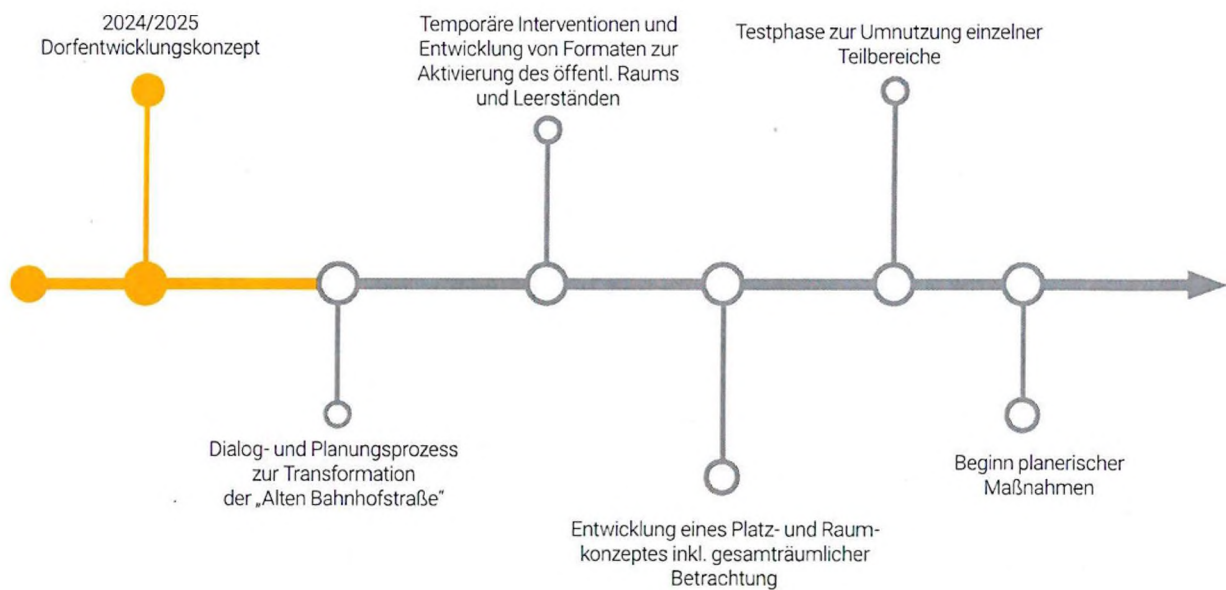 2024/2025
Dorfentwicklungskonzept
Dialog- und Planungsprozess
zur Transformation
der „Alten Bahnhofstraße"
Temporäre Interventionen und
Entwicklung von Formaten zur
Aktivierung des öffentl. Raums
und Leerständen
Entwicklung eines Platz- und Raum-
konzeptes inkl. gesamträumlicher
Betrachtung
Testphase zur Umnutzung einzelner
Teilbereiche
Beginn planerischer
Maßnahmen